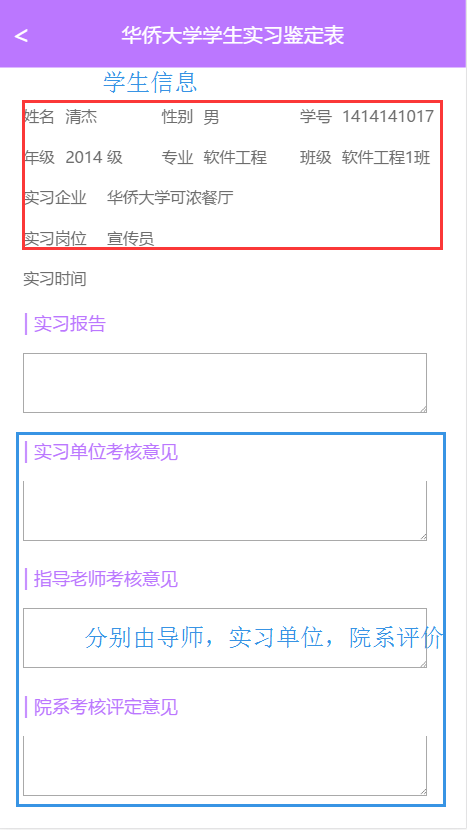 < 华侨大学学生实习鉴定表
学生信息
姓名 清杰 性别 男 学号 1414141017
年级 2014 级 专业 软件工程 班级 软件工程1班
实习企业 华侨大学可浓餐厅
实习岗位 宣传员
实习时间
实习报告
实习单位考核意见
指导老师考核意见
分别由导师，实习单位，院系评价
院系考核评定意见